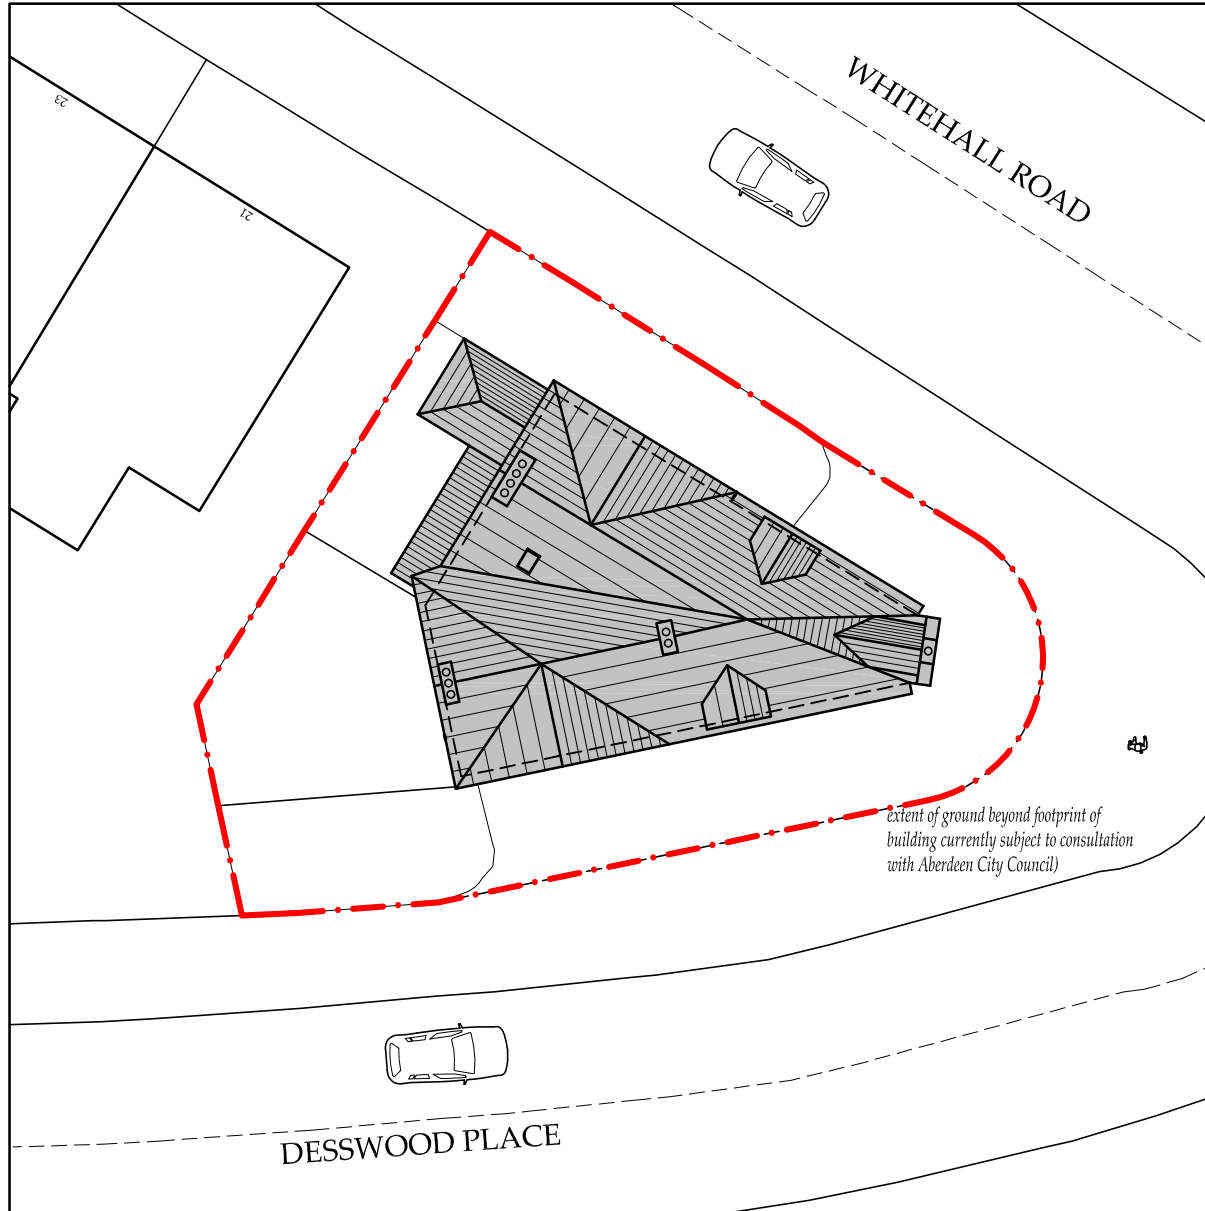 WHITEHALL ROAD
23
21
extent of ground beyond footprint of
building currently subject to consultation
with Aberdeen City Council)
DESSWOOD PLACE